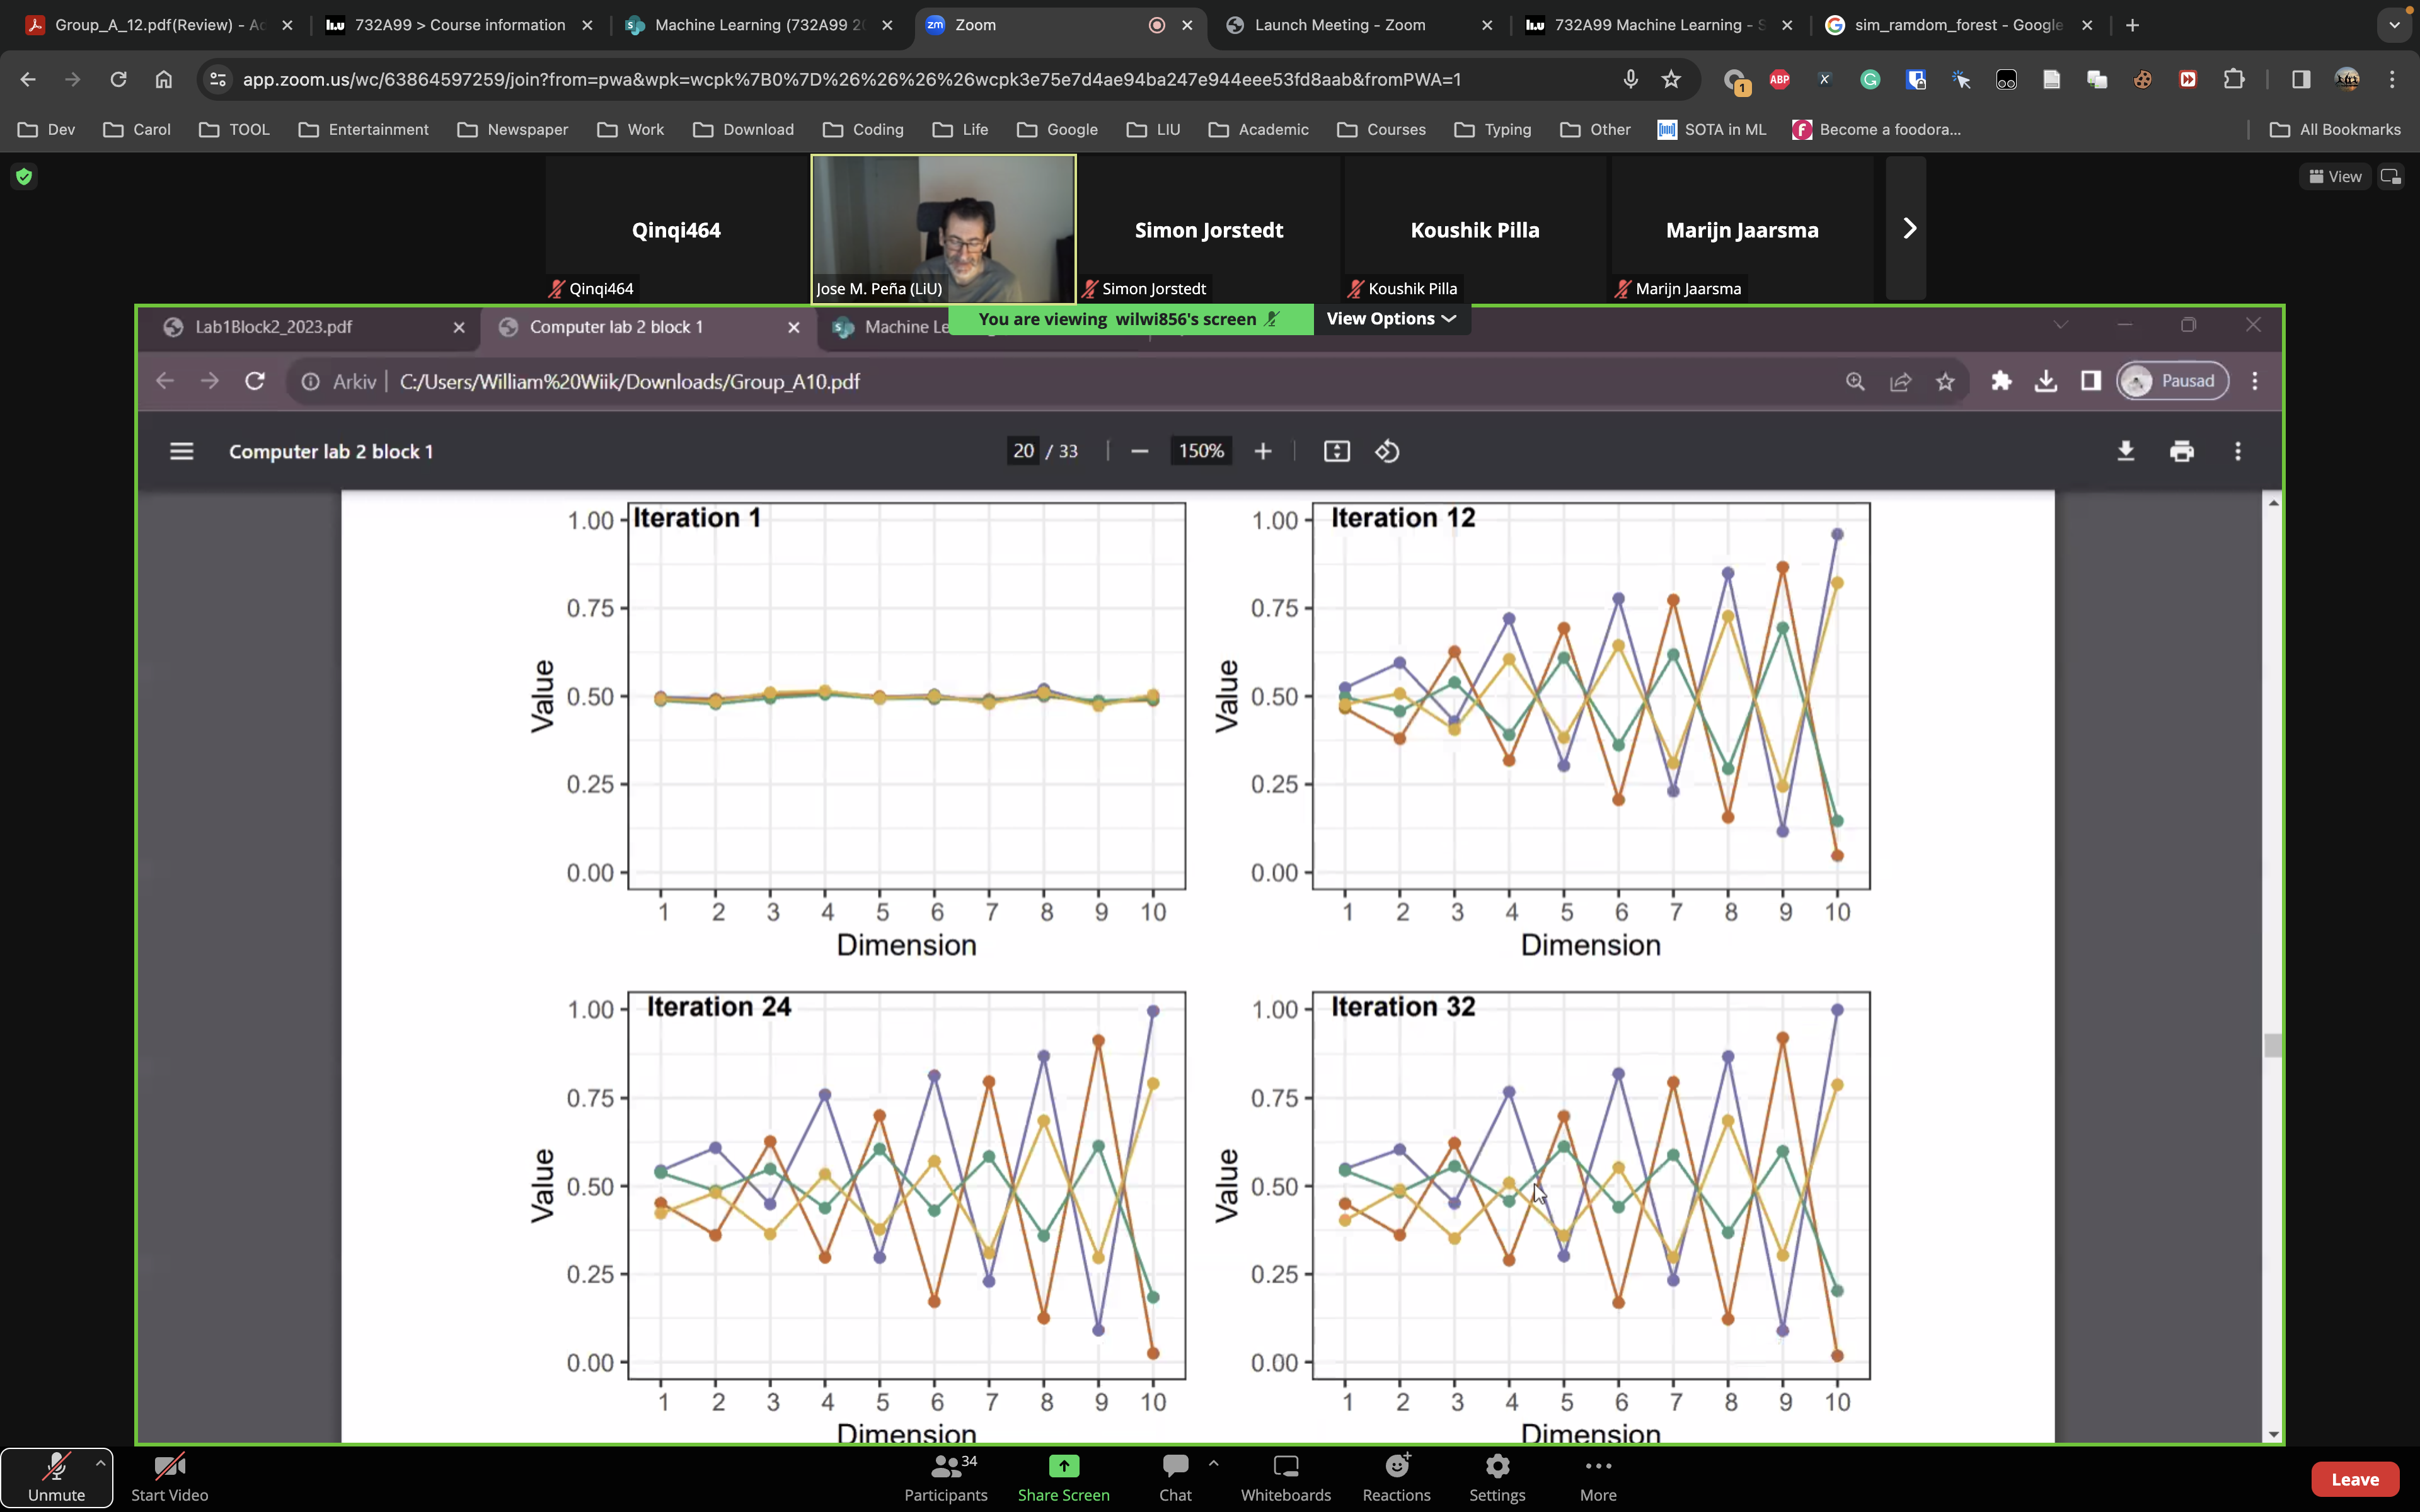 Group_A_12.pdf(Review) - Ac
732A99 > Course information
Machine Learning (732A99 20
Zoom
Launch Meeting - Zoom
732A99 Machine Learning - S
sim_ramdom_forest - Google
app.zoom.us/wc/63864597259/join?from=pwa&wpk=wcpk%7B0%7D%26%26%26%26wcpk3e75e7d4ae94ba247e944eee53fd8aab&fromPWA=1
ABP
1
Dev
Carol
TOOL
Entertainment
Newspaper
Work
Download
Coding
Life
Google
LIU
Academic
Courses
Typing
Other
SOTA in ML
Become a foodora...
All Bookmarks
View
Qinqi464
Simon Jorstedt
Koushik Pilla
Marijn Jaarsma
Qinqi464
Jose M. Peña (LiU)
Simon Jorstedt
Koushik Pilla
Marijn Jaarsma
You are viewing wilwi856's screen
View Options
Lab1Block2_2023.pdf
Computer lab 2 block 1
Machine Le
Arkiv
C:/Users/William%20Wiik/Downloads/Group_A10.pdf
Pausad
Computer lab 2 block 1
20 / 33
150%
Iteration 1
1.00
0.75
0.50
0.25
0.00
Value
1 2 3 4 5 6 7 8 9 10
Dimension
Iteration 12
1.00
0.75
0.50
0.25
0.00
Value
1 2 3 4 5 6 7 8 9 10
Dimension
Iteration 24
1.00
0.75
0.50
0.25
0.00
Value
1 2 3 4 5 6 7 8 9 10
Dimension
Iteration 32
1.00
0.75
0.50
0.25
0.00
Value
1 2 3 4 5 6 7 8 9 10
Dimension
Unmute
Start Video
Participants
34
Share Screen
Chat
Whiteboards
Reactions
Settings
More
Leave